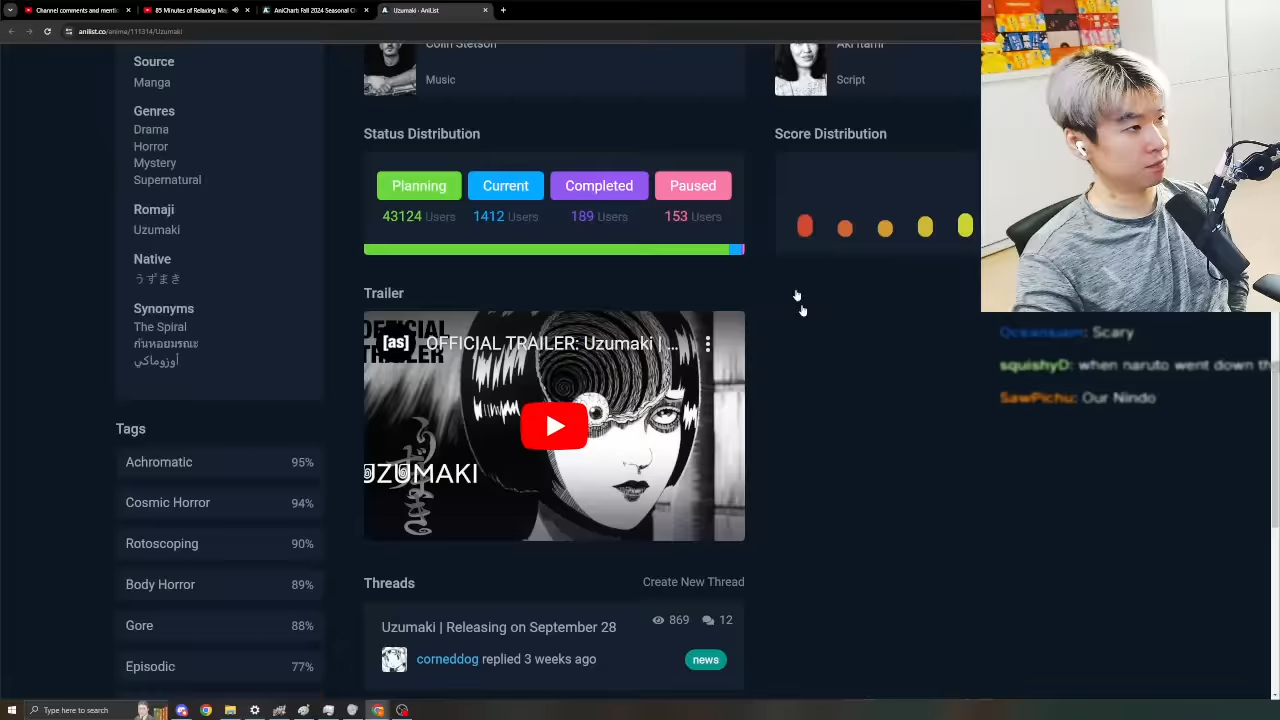 Channel comments and menti
85 Minutes of Relaxing Ma
AniChart: Fall 2024 Seasonal C
Uzumaki · AniList
anilist.co/anime/111314/Uzumaki
Source
Manga
Genres
Drama
Horror
Mystery
Supernatural
Romaji
Uzumaki
Native
うずまき
Synonyms
The Spiral
ก้นหอยมรณะ
أوزوماكي
Tags
Achromatic 95%
Cosmic Horror 94%
Rotoscoping 90%
Body Horror 89%
Gore 88%
Episodic 77%
Colin Stetson
Music
Aki Itami
Script
Status Distribution
Planning Current Completed Paused
43124 Users 1412 Users 189 Users 153 Users
Score Distribution
Trailer
OFFICIAL
TRAILER
[as] OFFICIAL TRAILER: Uzumaki | ...
うずまき
UZUMAKI
Threads Create New Thread
Uzumaki | Releasing on September 28 869 12
corneddog replied 3 weeks ago news
Oceansuam: Scary
squishyD: when naruto went down th
SawPichu: Our Nindo
Type here to search